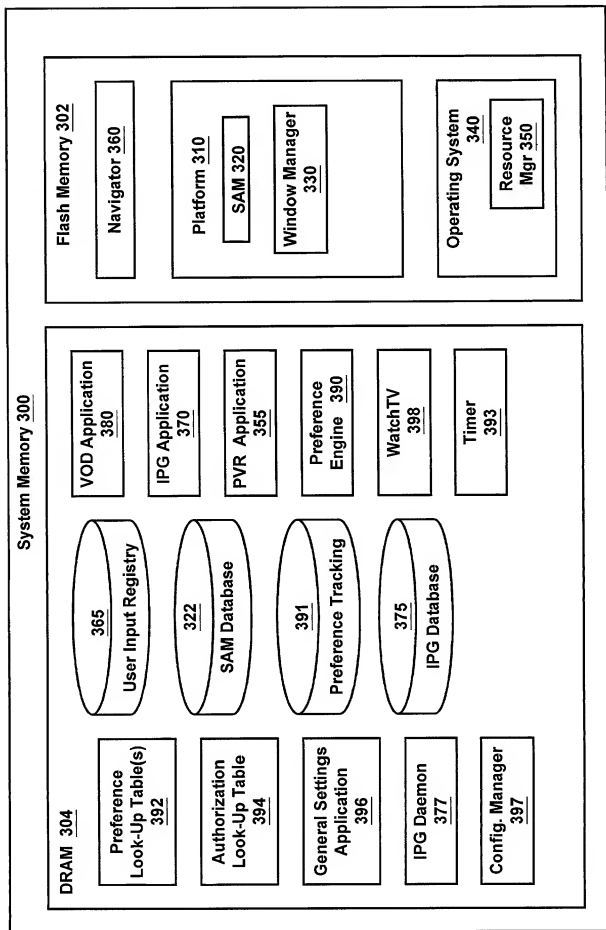 System Memory 300
DRAM 304
Preference
Look-Up Table(s)
392
Authorization
Look-Up Table
394
General Settings
Application
396
IPG Daemon
377
Config. Manager
397
365
User Input Registry
322
SAM Database
391
Preference Tracking
375
IPG Database
VOD Application
380
IPG Application
370
PVR Application
355
Preference
Engine 390
WatchTV
398
Timer
393
Flash Memory 302
Navigator 360
Platform 310
SAM 320
Window Manager
330
Operating System
340
Resource
Mgr 350